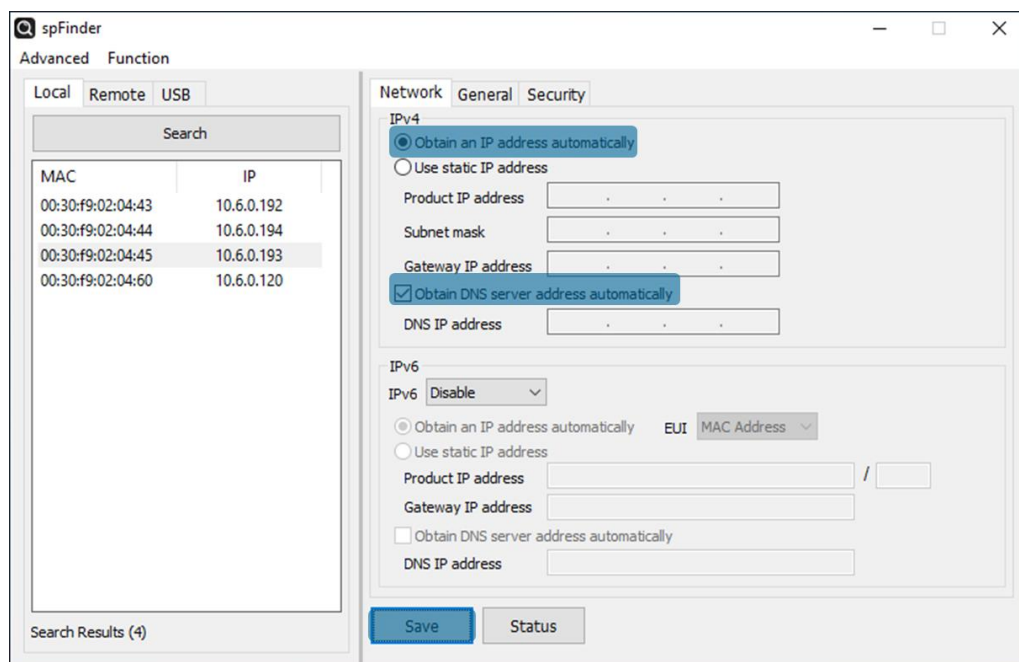 spFinder
Advanced Function
Local Remote USB
Search
MAC IP
00:30:f9:02:04:43 10.6.0.192
00:30:f9:02:04:44 10.6.0.194
00:30:f9:02:04:45 10.6.0.193
00:30:f9:02:04:60 10.6.0.120
Search Results (4)
Network General Security
IPv4
Obtain an IP address automatically
Use static IP address
Product IP address . . .
Subnet mask . . .
Gateway IP address . . .
Obtain DNS server address automatically
DNS IP address . . .
IPv6
IPv6 Disable
Obtain an IP address automatically EUI MAC Address
Use static IP address
Product IP address /
Gateway IP address
Obtain DNS server address automatically
DNS IP address
Save Status